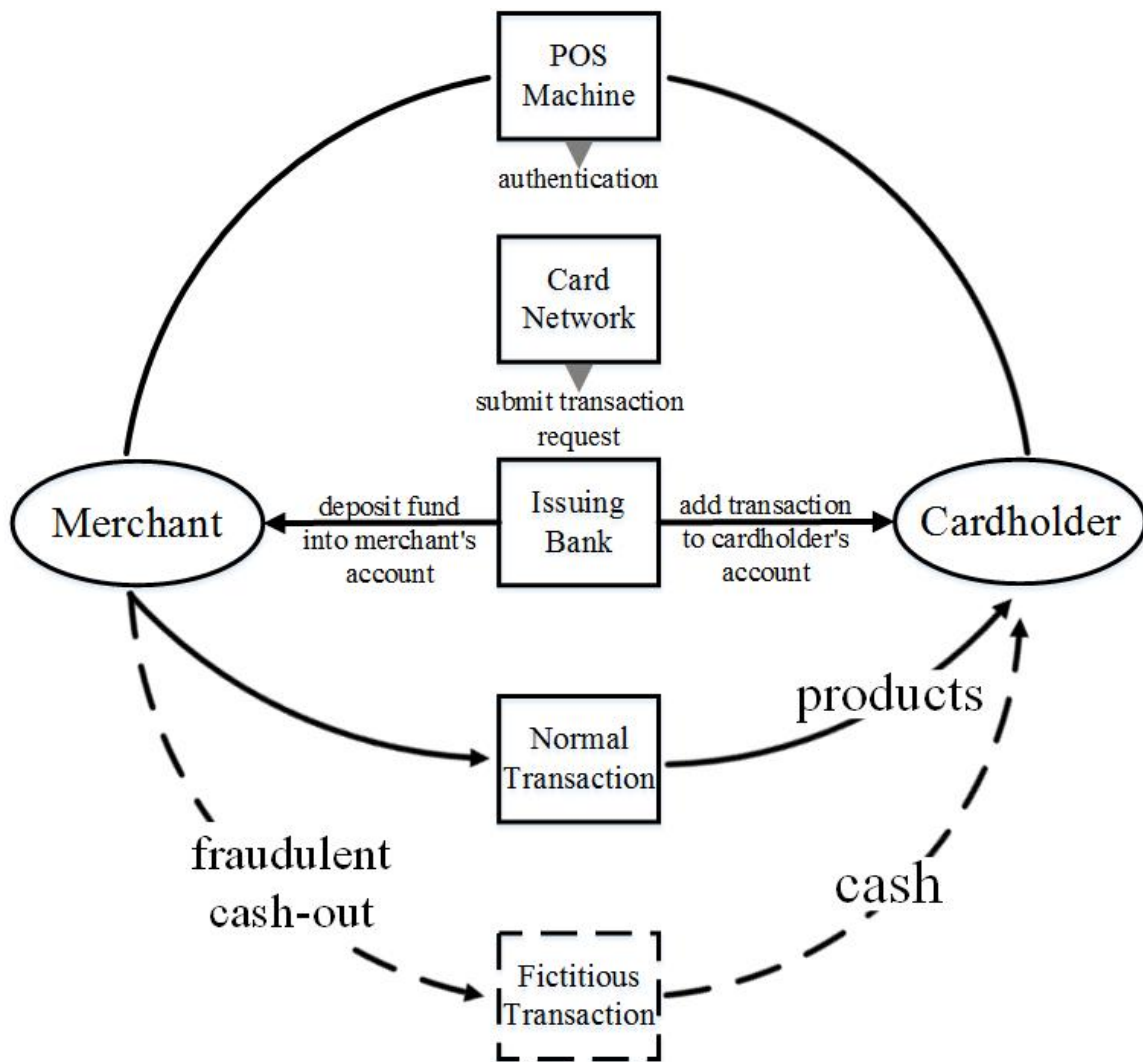 POS
Machine
authentication
Card
Network
submit transaction
request
Merchant
deposit fund
into merchant's
account
Issuing
Bank
add transaction
to cardholder's
account
Cardholder
products
Normal
Transaction
fraudulent
cash-out
cash
Fictitious
Transaction